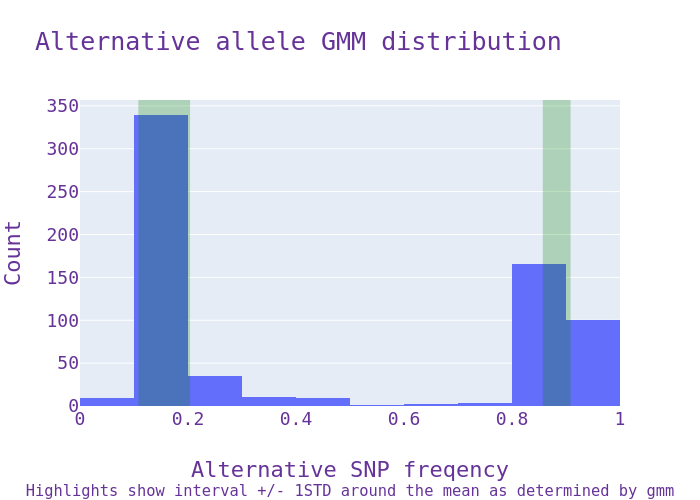 Alternative allele GMM distribution
350
300
250
200
150
100
50
0
Count
0 0.2 0.4 0.6 0.8 1
Alternative SNP freqency
Highlights show interval +/- 1STD around the mean as determined by gmm